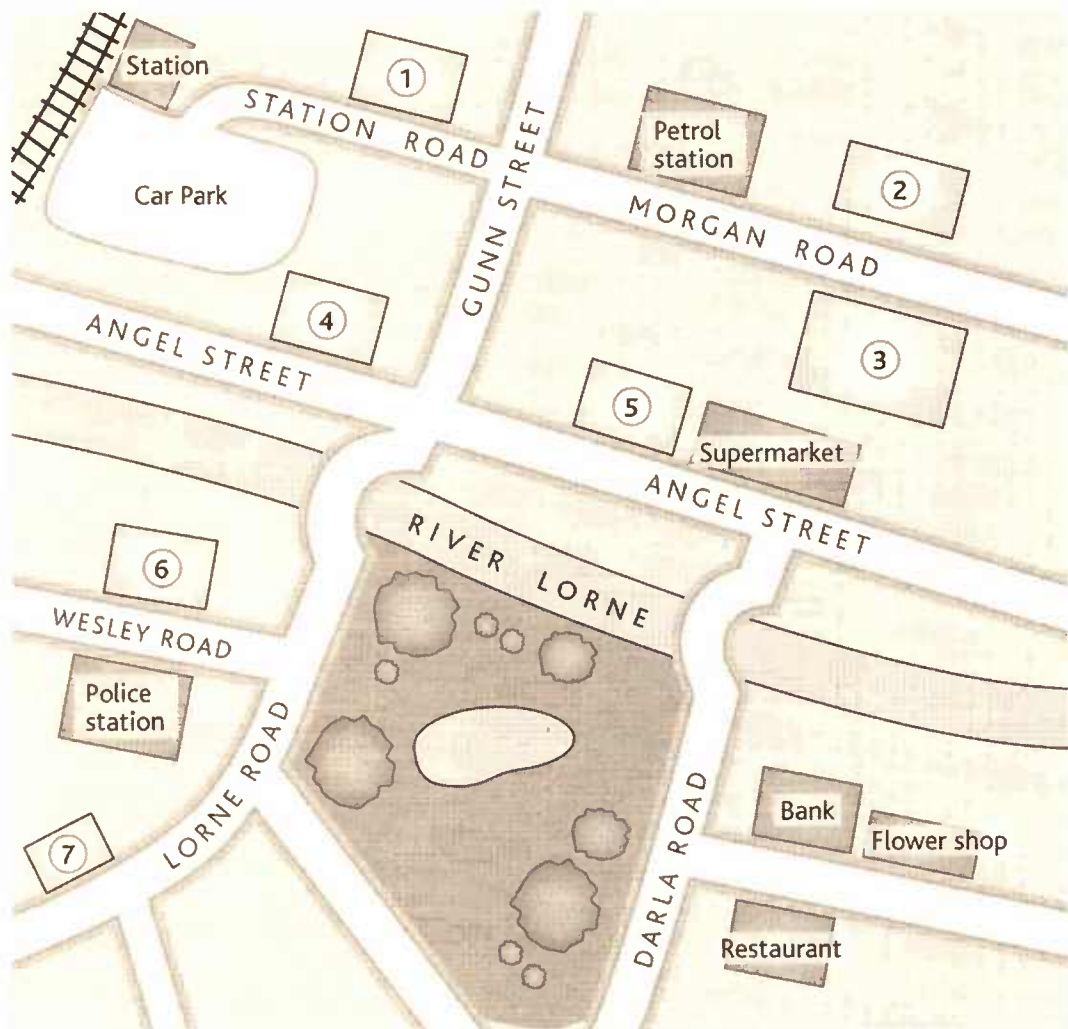 Station
1
STATION ROAD
GUNN STREET
Petrol
station
2
MORGAN ROAD
Car Park
4
ANGEL STREET
3
5
Supermarket
ANGEL STREET
RIVER LORNE
6
WESLEY ROAD
Police
station
LORNE ROAD
7
DARLA ROAD
Bank
Flower shop
Restaurant